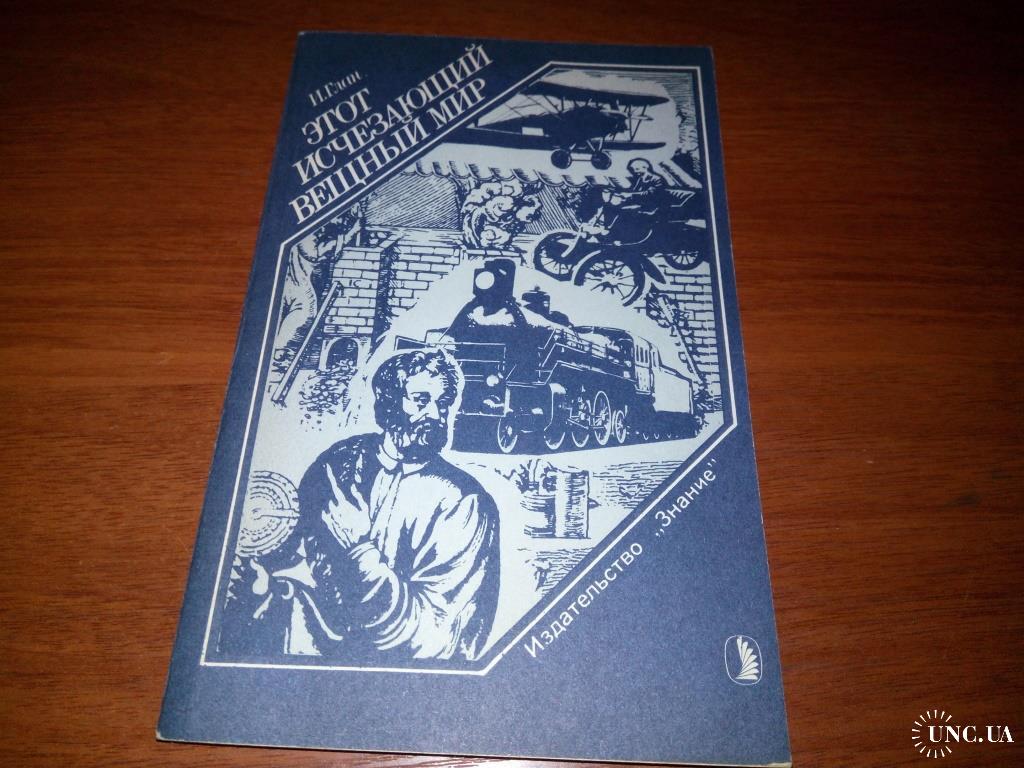 И.Глан
ЭТОТ
ИСЧЕЗАЮЩИЙ
ВЕЩНЫЙ МИР
Издательство „Знание”
UNC.UA